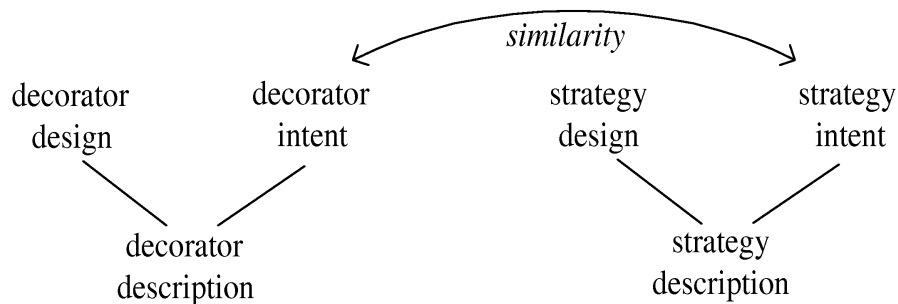 similarity
decorator
design
decorator
intent
strategy
design
strategy
intent
decorator
description
strategy
description